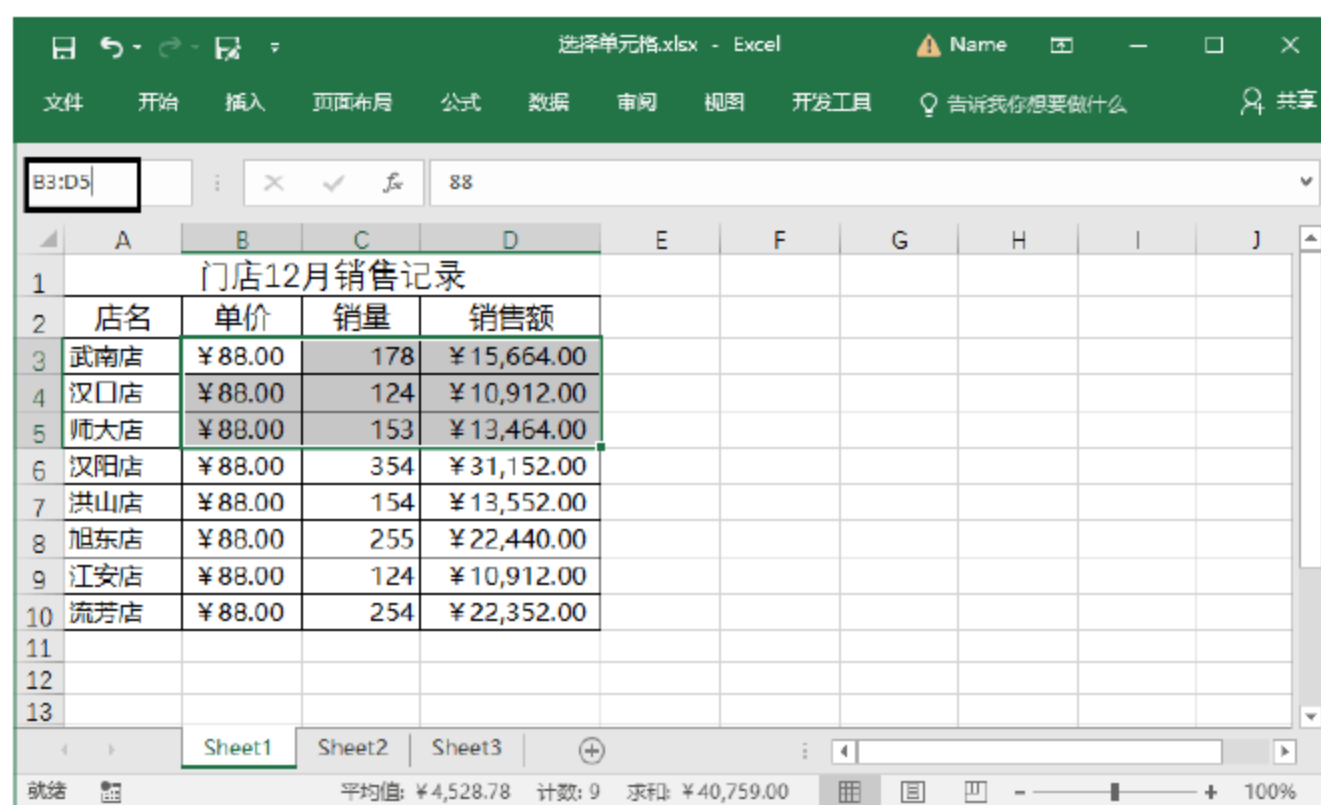 选择单元格.xlsx - Excel
Name
文件 开始 插入 页面布局 公式 数据 审阅 视图 开发工具 告诉我你想要做什么 共享
B3:D5 fx 88
A B C D E F G H I J
1 门店12月销售记录
2 店名 单价 销量 销售额
3 武南店 ¥88.00 178 ¥15,664.00
4 汉口店 ¥88.00 124 ¥10,912.00
5 师大店 ¥88.00 153 ¥13,464.00
6 汉阳店 ¥88.00 354 ¥31,152.00
7 洪山店 ¥88.00 154 ¥13,552.00
8 旭东店 ¥88.00 255 ¥22,440.00
9 江安店 ¥88.00 124 ¥10,912.00
10 流芳店 ¥88.00 254 ¥22,352.00
11
12
13
Sheet1 Sheet2 Sheet3
就绪 平均值: ¥4,528.78 计数: 9 求和: ¥40,759.00 100%